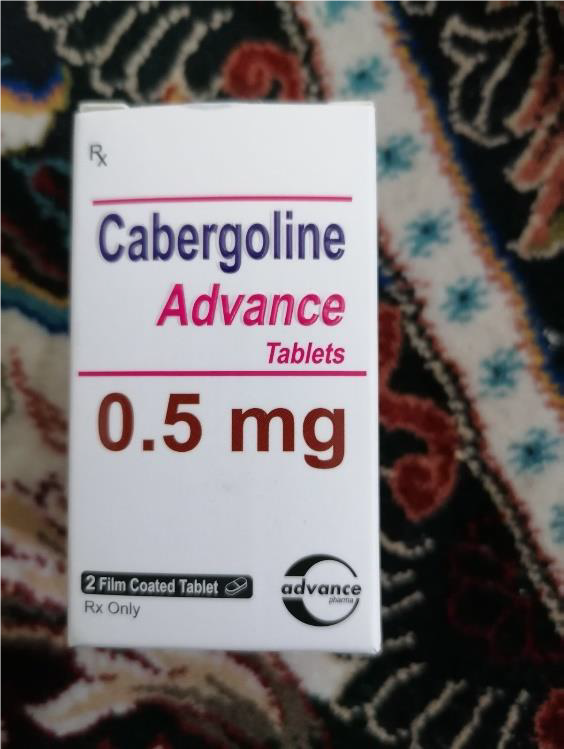 Rx
Cabergoline
Advance
Tablets
0.5 mg
2 Film Coated Tablet
Rx Only
advance
pharma